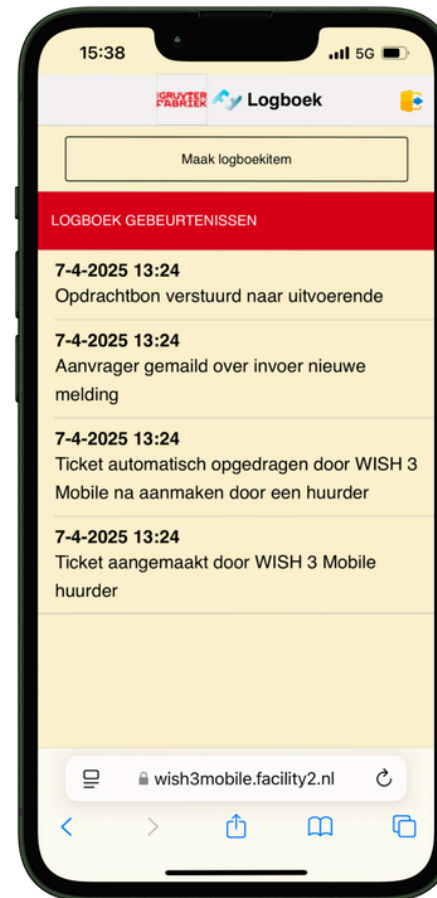 15:38
5G
GRUYTER
FABRIEK
Logboek
Maak logboekitem
LOGBOEK GEBEURTENISSEN
7-4-2025 13:24
Opdrachtbon verstuurd naar uitvoerende
7-4-2025 13:24
Aanvrager gemaild over invoer nieuwe
melding
7-4-2025 13:24
Ticket automatisch opgedragen door WISH 3
Mobile na aanmaken door een huurder
7-4-2025 13:24
Ticket aangemaakt door WISH 3 Mobile
huurder
wish3mobile.facility2.nl